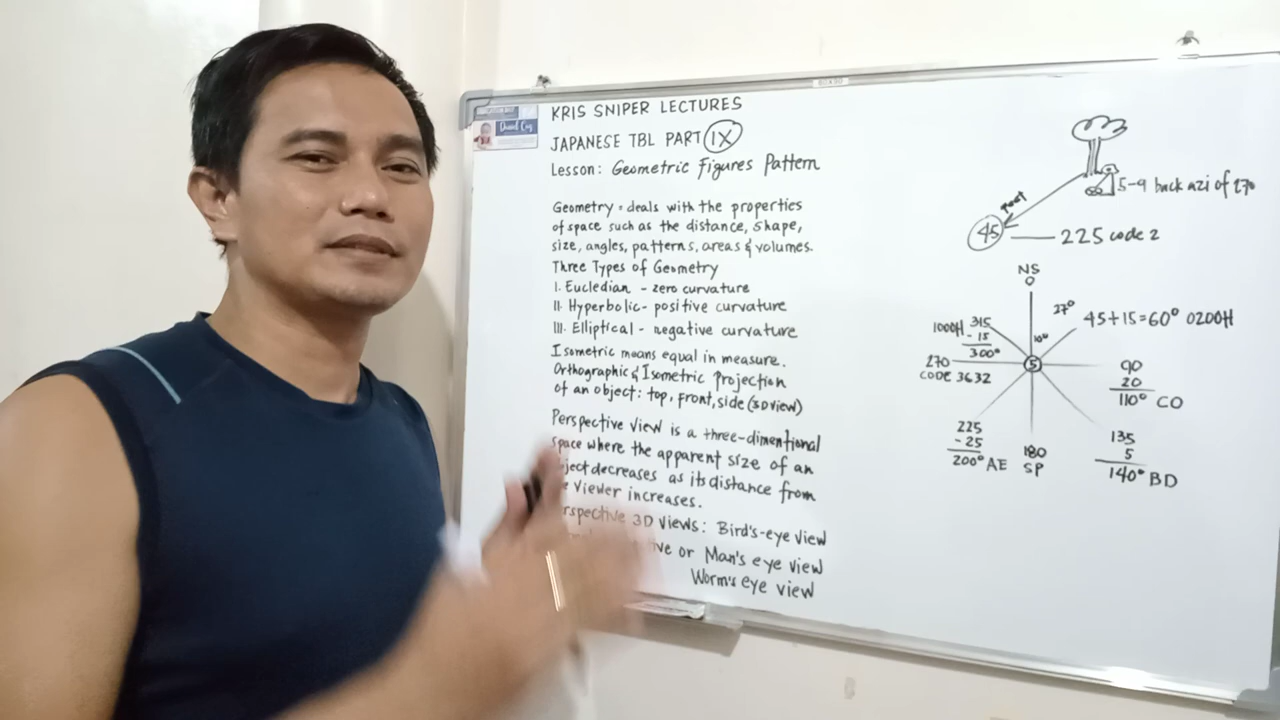 KRIS SNIPER LECTURES
JAPANESE TBL PART IX
Lesson: Geometric Figures Pattern
Geometry = deals with the properties
of space such as the distance, shape,
size, angles, patterns, areas & volumes.
Three Types of Geometry
I. Eucledian - zero curvature
II. Hyperbolic - positive curvature
III. Elliptical - negative curvature
Isometric means equal in measure.
Orthographic & Isometric Projection
of an object: top, front, side (3D view)
Perspective view is a three-dimentional
space where the apparent size of an
ject decreases as its distance from
e viewer increases.
rspective 3D views: Bird's-eye view
ive or Man's eye view
Worm's eye view
5-9 back azi of 270
45
225 code 2
NS
0
27°
10°
45+15=60° 0200H
5
1000H 315
- 15
300°
270
CODE 3632
90
20
110° CO
225
- 25
200° AE
180
SP
135
5
140° BD